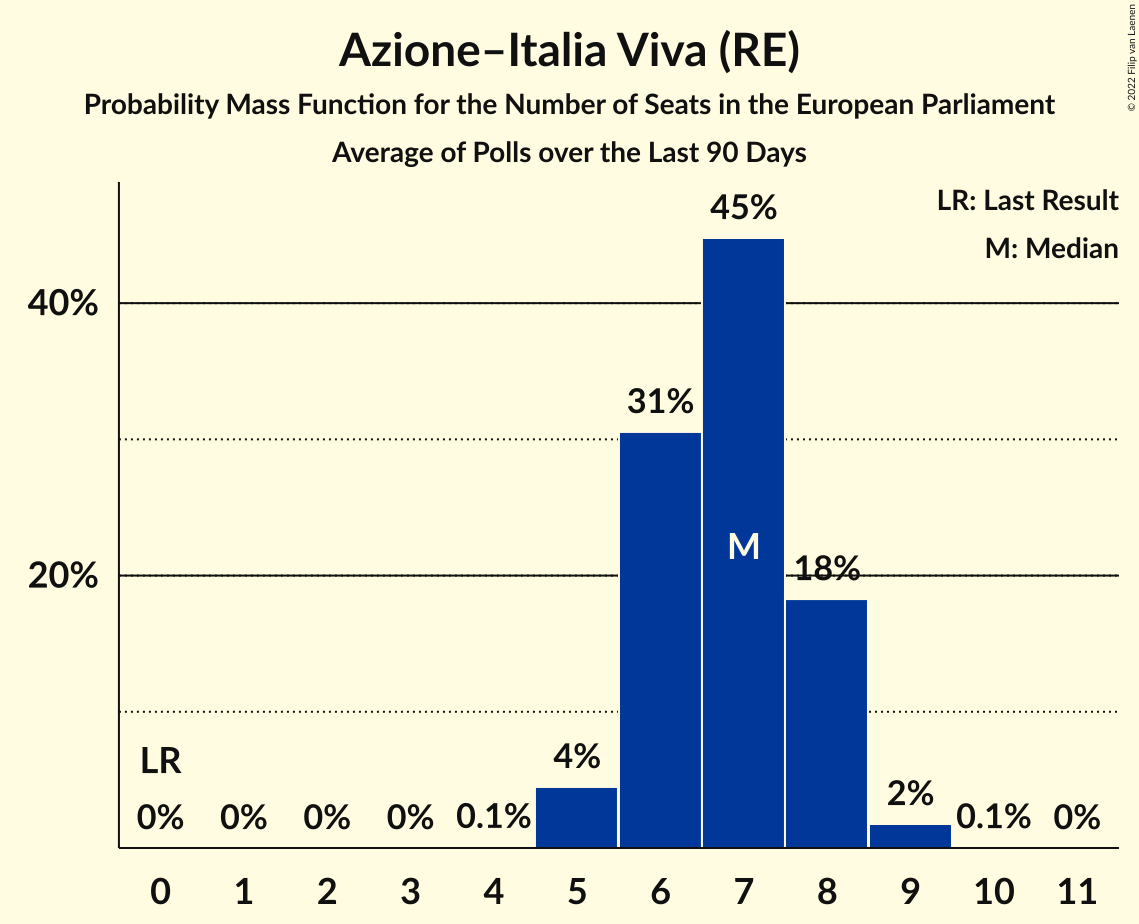 Azione–Italia Viva (RE)
Probability Mass Function for the Number of Seats in the European Parliament
Average of Polls over the Last 90 Days
© 2022 Filip van Laenen
LR: Last Result
M: Median
45%
40%
31%
M
20%
18%
LR
4%
2%
0% 0% 0% 0% 0.1% 0.1% 0%
0 1 2 3 4 5 6 7 8 9 10 11